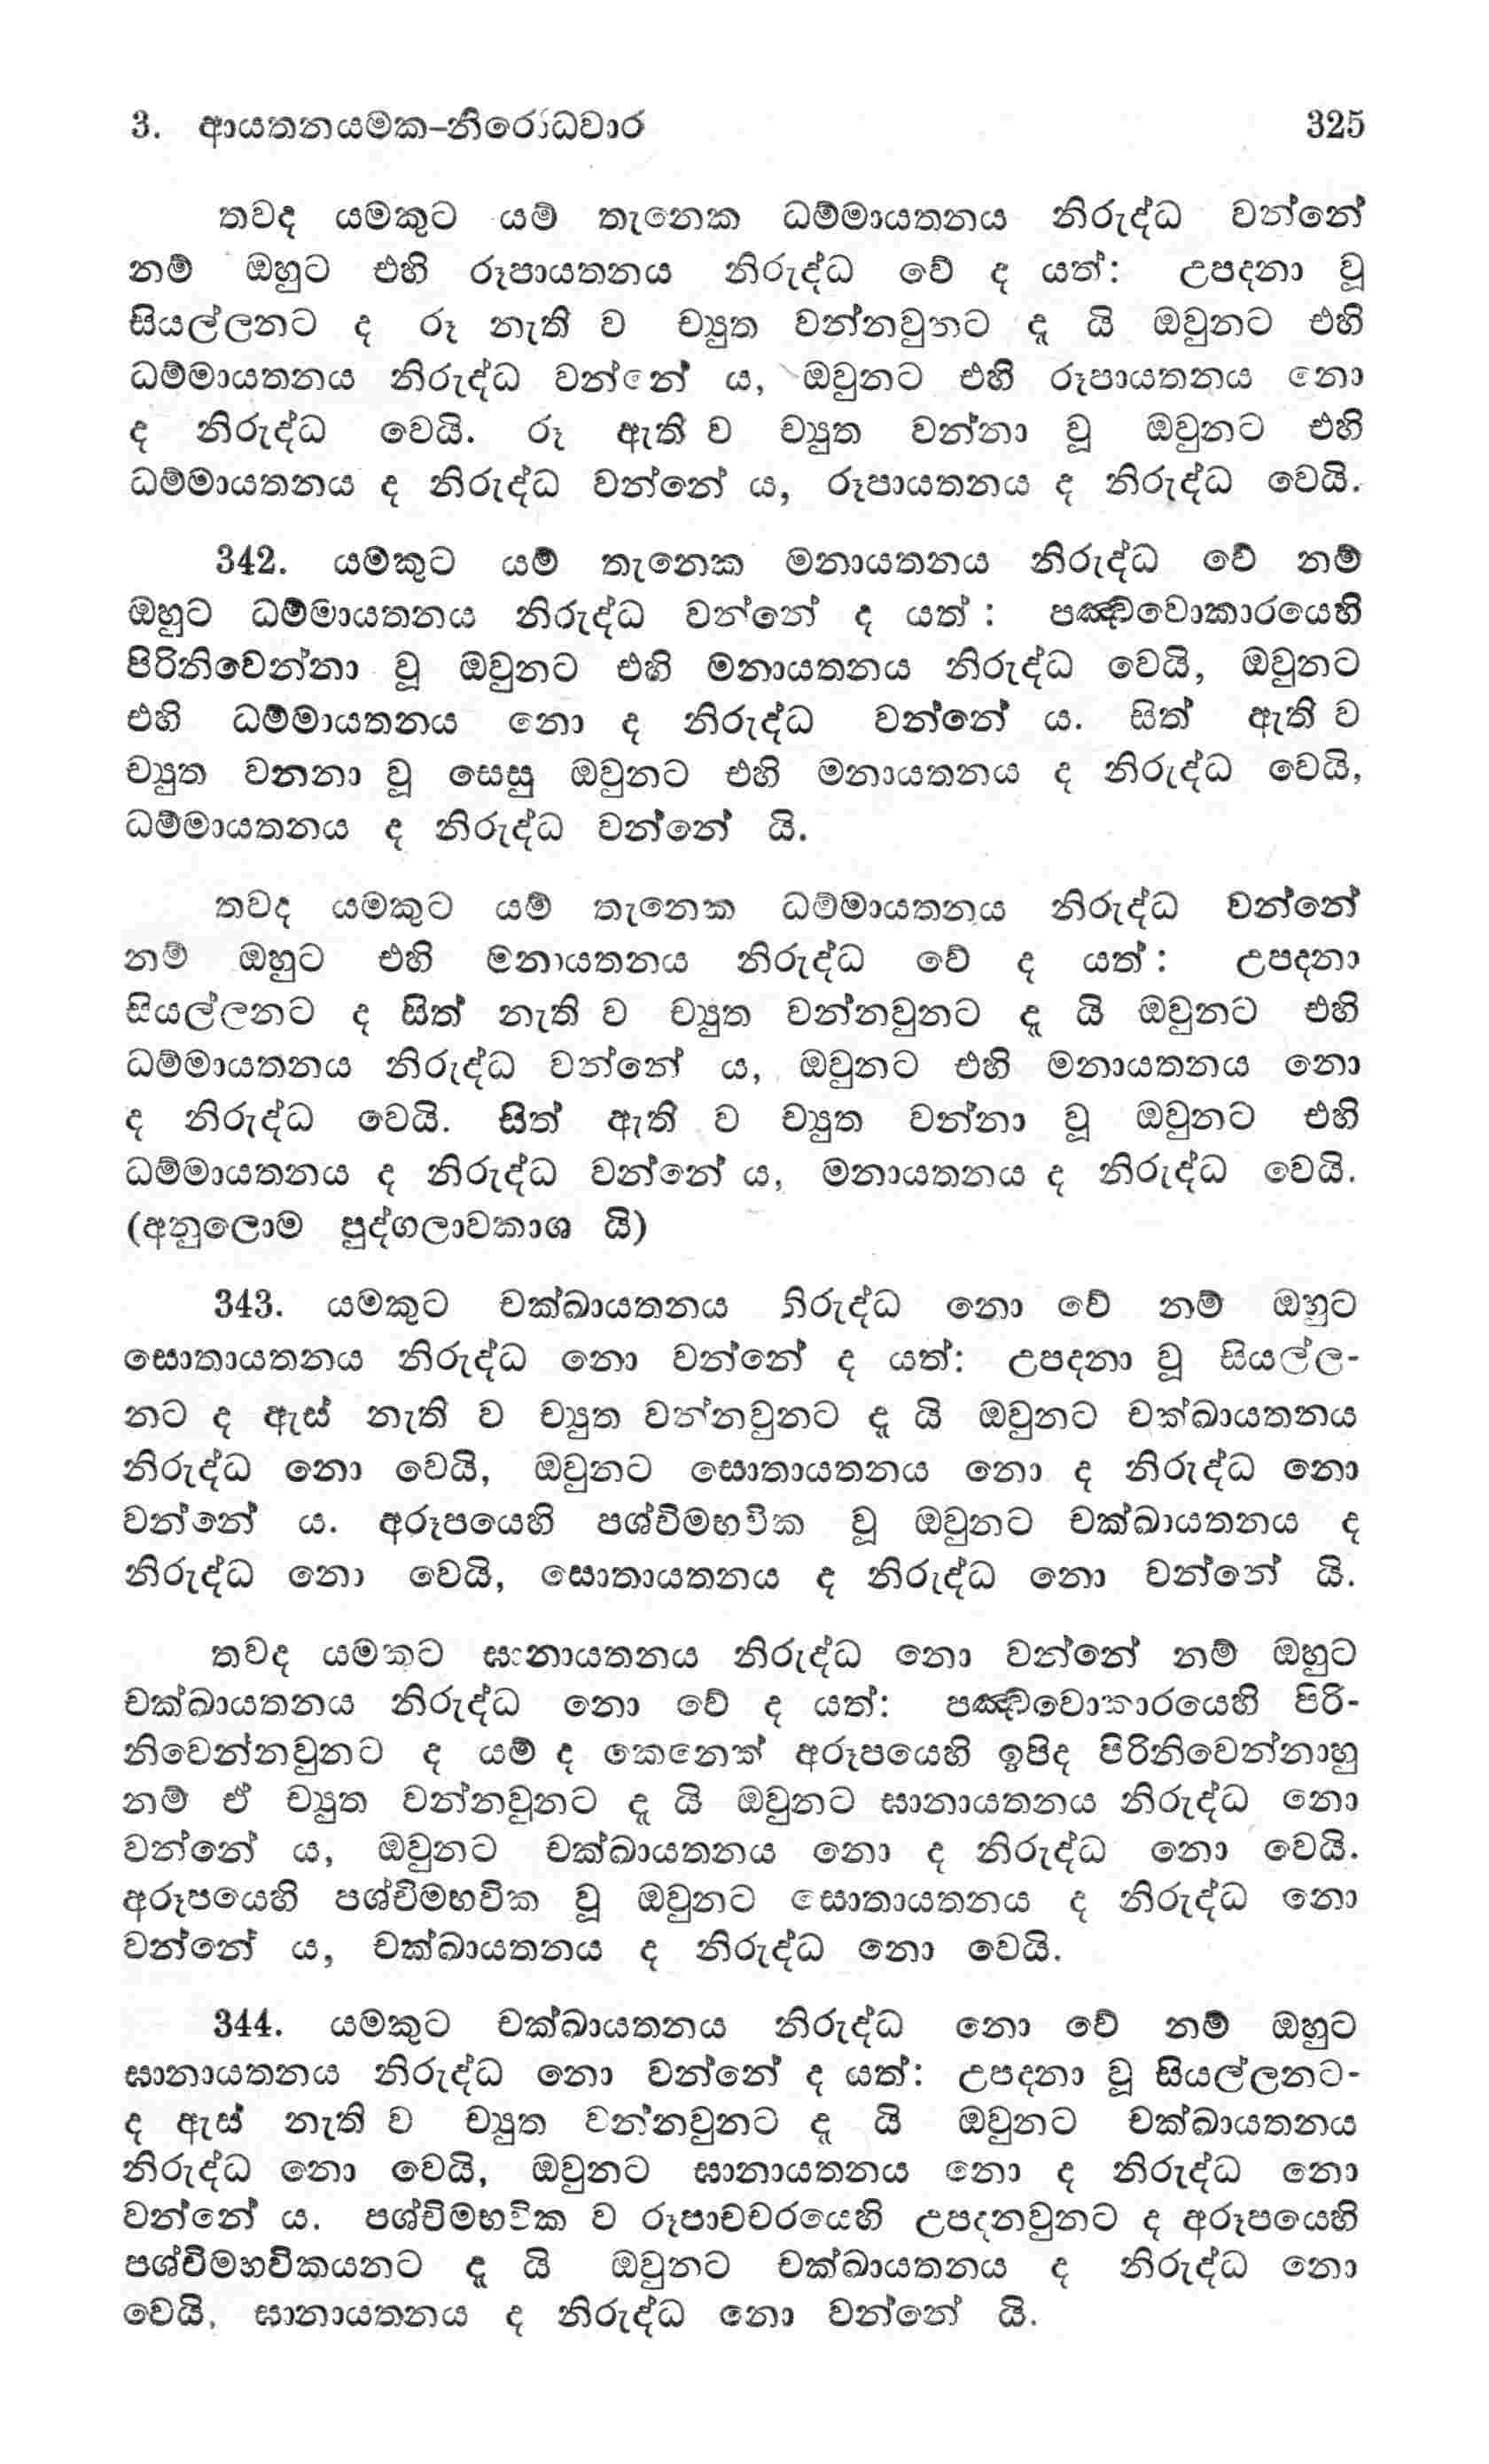 3. ආයතනයමක-නිරොධවාර 325
තවද යමකුට යම් තැනෙක ධම්මායතනය නිරුද්ධ වන්නේ
නම් ඔහුට එහි රූපායතනය නිරුද්ධ වේ ද යත්: උපදනා වූ
සියල්ලනට ද රූ නැති ව ච්‍යුත වන්නවුනට දූ යි ඔවුනට එහි
ධම්මායතනය නිරුද්ධ වන්නේ ය, ඔවුනට එහි රූපායතනය නො
ද නිරුද්ධ වෙයි. රූ ඇති ව ච්‍යුත වන්නා වූ ඔවුනට එහි
ධම්මායතනය ද නිරුද්ධ වන්නේ ය, රූපායතනය ද නිරුද්ධ වෙයි.
342. යමකුට යම් තැනෙක මනායතනය නිරුද්ධ වේ නම්
ඔහුට ධම්මායතනය නිරුද්ධ වන්නේ ද යත් : පඤ්චවොකාරයෙහි
පිරිනිවෙන්නා වූ ඔවුනට එහි මනායතනය නිරුද්ධ වෙයි, ඔවුනට
එහි ධම්මායතනය නො ද නිරුද්ධ වන්නේ ය. සිත් ඇති ව
ච්‍යුත වනනා වූ සෙසු ඔවුනට එහි මනායතනය ද නිරුද්ධ වෙයි,
ධම්මායතනය ද නිරුද්ධ වන්නේ යි.
තවද යමකුට යම් තැනෙක ධම්මායතනය නිරුද්ධ වන්නේ
නම් ඔහුට එහි මනායතනය නිරුද්ධ වේ ද යත් : උපදනා
සියල්ලනට ද සිත් නැති ව ච්‍යුත වන්නවුනට දූ යි ඔවුනට එහි
ධම්මායතනය නිරුද්ධ වන්නේ ය, ඔවුනට එහි මනායතනය නො
ද නිරුද්ධ වෙයි. සිත් ඇති ව ච්‍යුත වන්නා වූ ඔවුනට එහි
ධම්මායතනය ද නිරුද්ධ වන්නේ ය, මනායතනය ද නිරුද්ධ වෙයි.
(අනුලොම පුද්ගලාවකාශ යි)
343. යමකුට චක්ඛායතනය නිරුද්ධ නො වේ නම් ඔහුට
සොතායතනය නිරුද්ධ නො වන්නේ ද යත්: උපදනා වූ සියල්ල-
නට ද ඇස් නැති ව ච්‍යුත වන්නවුනට දූ යි ඔවුනට චක්ඛායතනය
නිරුද්ධ නො වෙයි, ඔවුනට සොතායතනය නො ද නිරුද්ධ නො
වන්නේ ය. අරූපයෙහි පශ්චිමභවික වූ ඔවුනට චක්ඛායතනය ද
නිරුද්ධ නො වෙයි, සොතායතනය ද නිරුද්ධ නො වන්නේ යි.
තවද යමකට ඝානායතනය නිරුද්ධ නො වන්නේ නම් ඔහුට
චක්ඛායතනය නිරුද්ධ නො වේ ද යත්: පඤ්චවොකාරයෙහි පිරි-
නිවෙන්නවුනට ද යම් ද කෙනෙක් අරූපයෙහි ඉපිද පිරිනිවෙන්නාහු
නම් ඒ ච්‍යුත වන්නවුනට දූ යි ඔවුනට ඝානායතනය නිරුද්ධ නො
වන්නේ ය, ඔවුනට චක්ඛායතනය නො ද නිරුද්ධ නො වෙයි.
අරූපයෙහි පශ්චිමභවික වූ ඔවුනට සොතායතනය ද නිරුද්ධ නො
වන්නේ ය, චක්ඛායතනය ද නිරුද්ධ නො වෙයි.
344. යමකුට චක්ඛායතනය නිරුද්ධ නො වේ නම් ඔහුට
ඝානායතනය නිරුද්ධ නො වන්නේ ද යත්: උපදනා වූ සියල්ලනට-
ද ඇස් නැති ව ච්‍යුත වන්නවුනට දූ යි ඔවුනට චක්ඛායතනය
නිරුද්ධ නො වෙයි, ඔවුනට ඝානායතනය නො ද නිරුද්ධ නො
වන්නේ ය. පශ්චිමභවික ව රූපාචචරයෙහි උපදනවුනට ද අරූපයෙහි
පශ්චිමභවිකයනට දූ යි ඔවුනට චක්ඛායතනය ද නිරුද්ධ නො
වෙයි, ඝානායතනය ද නිරුද්ධ නො වන්නේ යි.